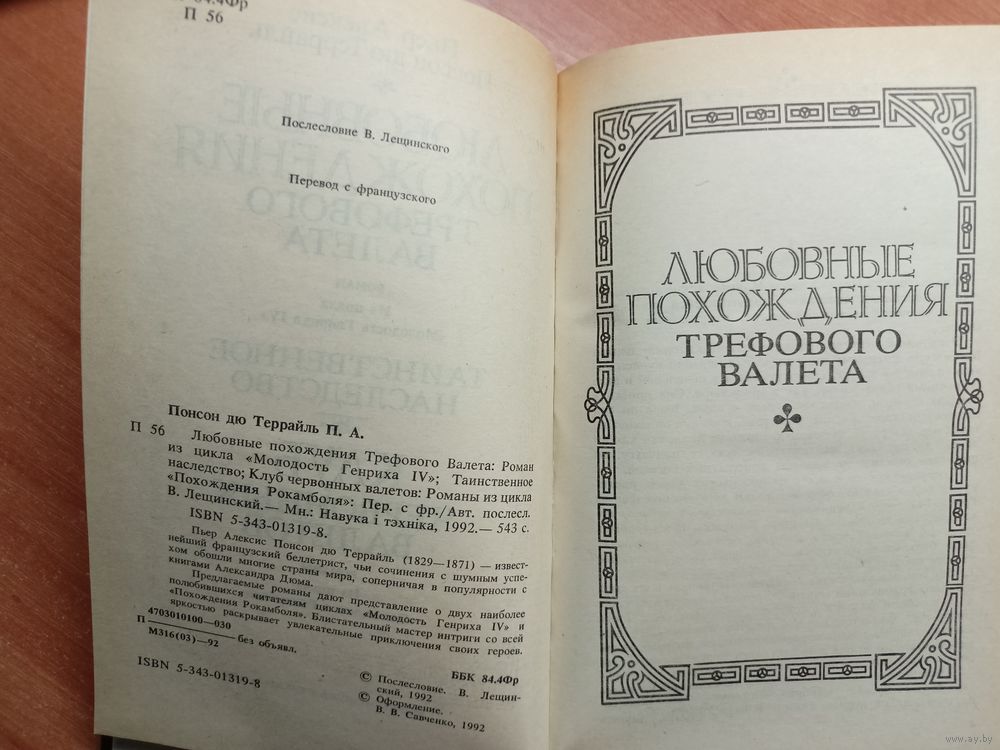 84.4Фр
П 56
Послесловие В. Лещинского
Перевод с французского
Понсон дю Террайль П. А.
П 56 Любовные похождения Трефового Валета: Роман
из цикла «Молодость Генриха IV»; Таинственное
наследство; Клуб червонных валетов: Романы из цикла
«Похождения Рокамболя»: Пер. с фр./Авт. послесл.
В. Лещинский.— Мн.: Навука і тэхніка, 1992.— 543 с.
ISBN 5-343-01319-8.
Пьер Алексис Понсон дю Террайль (1829—1871) — извест-
нейший французский беллетрист, чьи сочинения с шумным успе-
хом обошли многие страны мира, соперничая в популярности с
книгами Александра Дюма.
Предлагаемые романы дают представление о двух наиболее
полюбившихся читателям циклах «Молодость Генриха IV» и
«Похождения Рокамболя». Блистательный мастер интриги со всей
яркостью раскрывает увлекательные приключения своих героев.
П 4703010100—030
М316(03)—92 без объявл.
ББК 84.4Фр
ISBN 5-343-01319-8
© Послесловие. В. Лещин-
ский, 1992
© Оформление.
В. В. Савченко, 1992
ЛЮБОВНЫЕ
ПОХОЖДЕНИЯ
ТРЕФОВОГО
ВАЛЕТА
www.ay.by